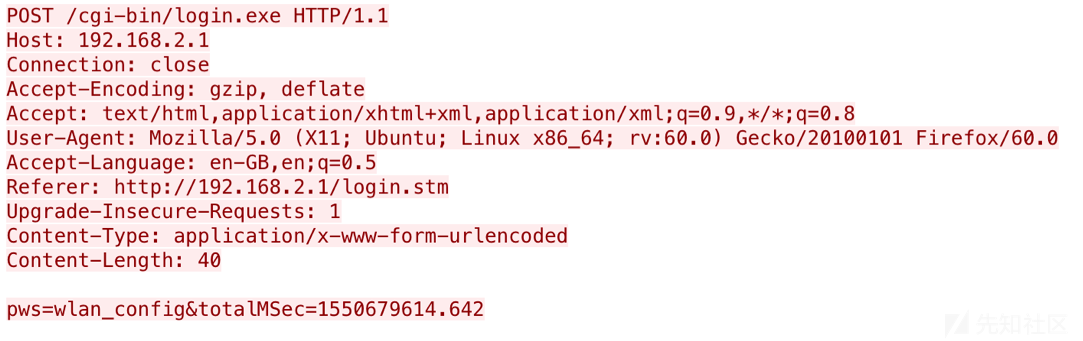 POST /cgi-bin/login.exe HTTP/1.1
Host: 192.168.2.1
Connection: close
Accept-Encoding: gzip, deflate
Accept: text/html,application/xhtml+xml,application/xml;q=0.9,*/*;q=0.8
User-Agent: Mozilla/5.0 (X11; Ubuntu; Linux x86_64; rv:60.0) Gecko/20100101 Firefox/60.0
Accept-Language: en-GB,en;q=0.5
Referer: http://192.168.2.1/login.stm
Upgrade-Insecure-Requests: 1
Content-Type: application/x-www-form-urlencoded
Content-Length: 40
pws=wlan_config&totalMSec=1550679614.642
先知社区